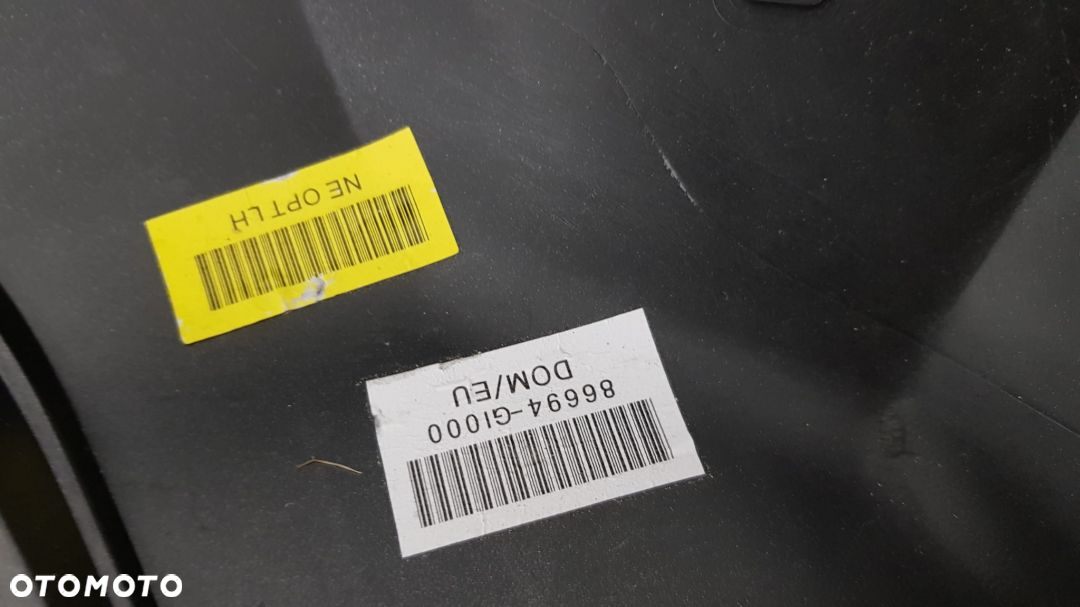 NE OPT LH
86694-GI000
DOM/EU
OTOMOTO